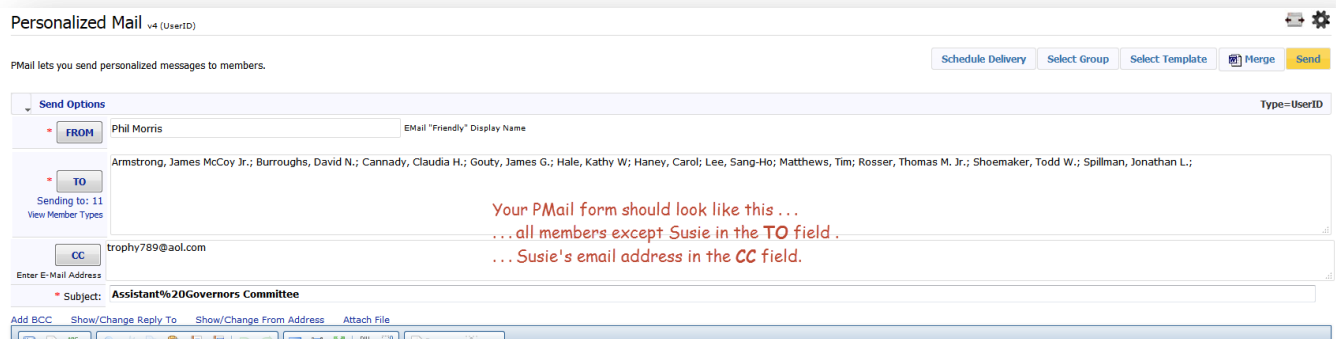 Personalized Mail v4 (UserID)
PMail lets you send personalized messages to members.
Schedule Delivery Select Group Select Template Merge Send
Send Options Type=UserID
* FROM Phil Morris EMail "Friendly" Display Name
* TO Armstrong, James McCoy Jr.; Burroughs, David N.; Cannady, Claudia H.; Gouty, James G.; Hale, Kathy W; Haney, Carol; Lee, Sang-Ho; Matthews, Tim; Rosser, Thomas M. Jr.; Shoemaker, Todd W.; Spillman, Jonathan L.;
Sending to: 11
View Member Types
Your PMail form should look like this . . .
. . . all members except Susie in the TO field .
. . . Susie's email address in the CC field.
CC trophy789@aol.com
Enter E-Mail Address
* Subject: Assistant%20Governors Committee
Add BCC Show/Change Reply To Show/Change From Address Attach File